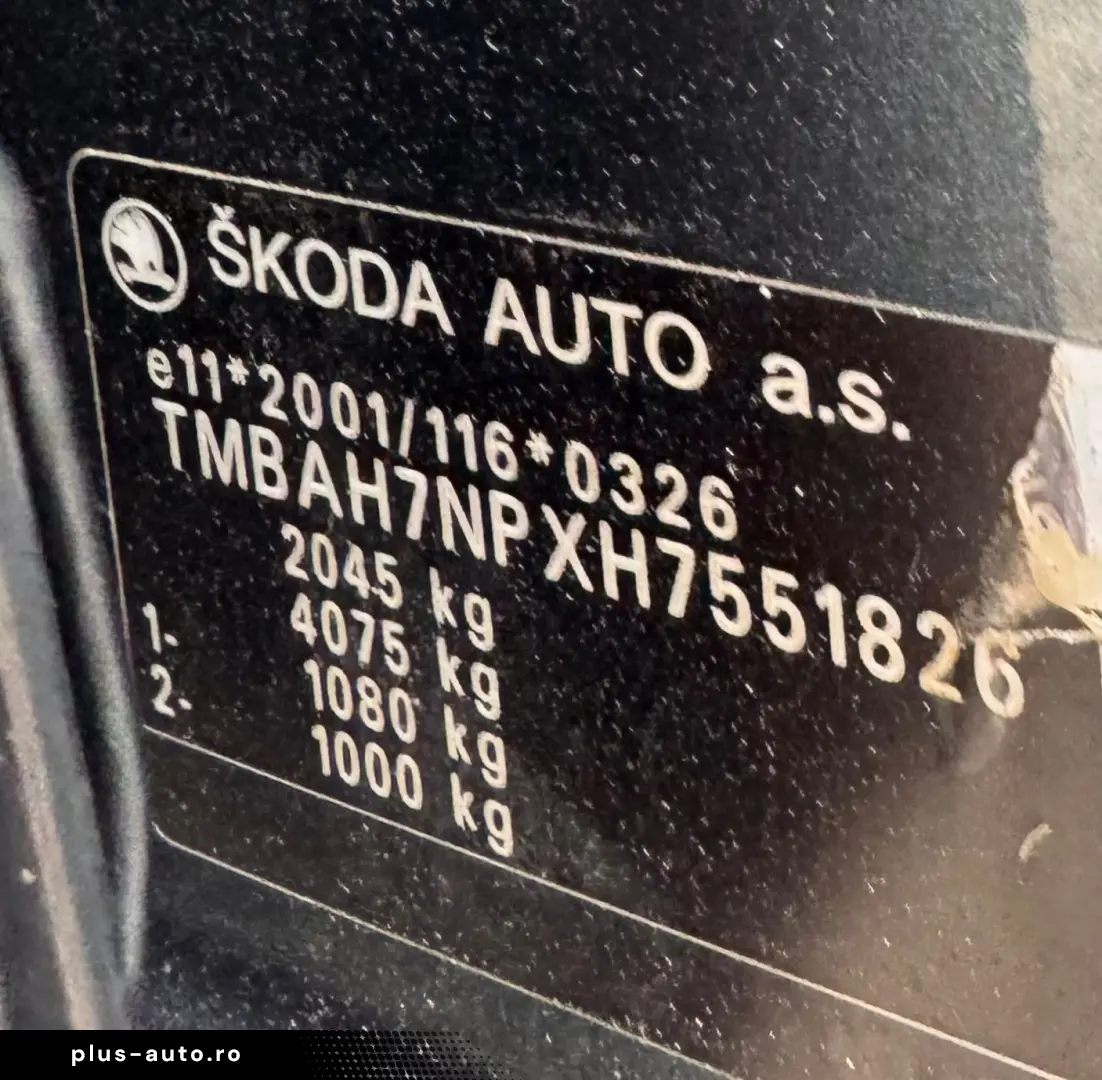 ŠKODA AUTO a.s.
e11*2001/116*0326
TMBAH7NPXH7551826
2045 kg
4075 kg
1- 1080 kg
2- 1000 kg
plus-auto.ro